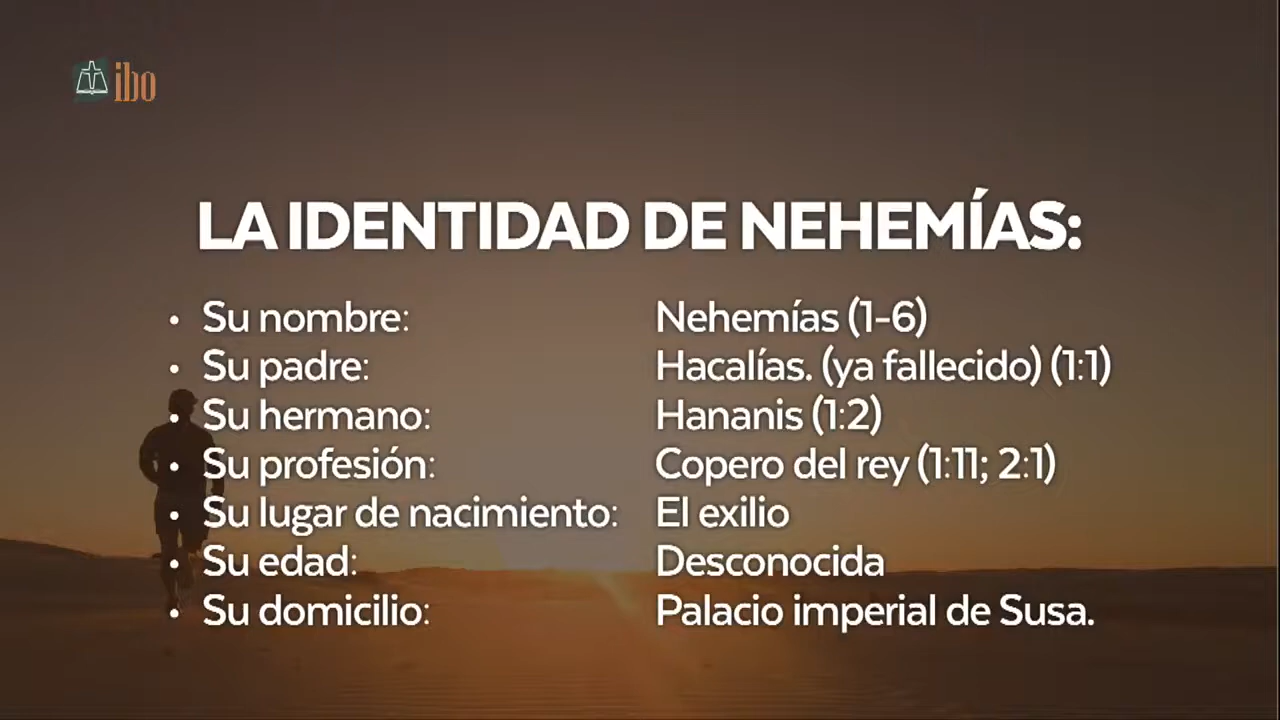 ibo
LA IDENTIDAD DE NEHEMÍAS:
• Su nombre: Nehemías (1-6)
• Su padre: Hacalías. (ya fallecido) (1:1)
• Su hermano: Hananis (1:2)
• Su profesión: Copero del rey (1:11; 2:1)
• Su lugar de nacimiento: El exilio
• Su edad: Desconocida
• Su domicilio: Palacio imperial de Susa.